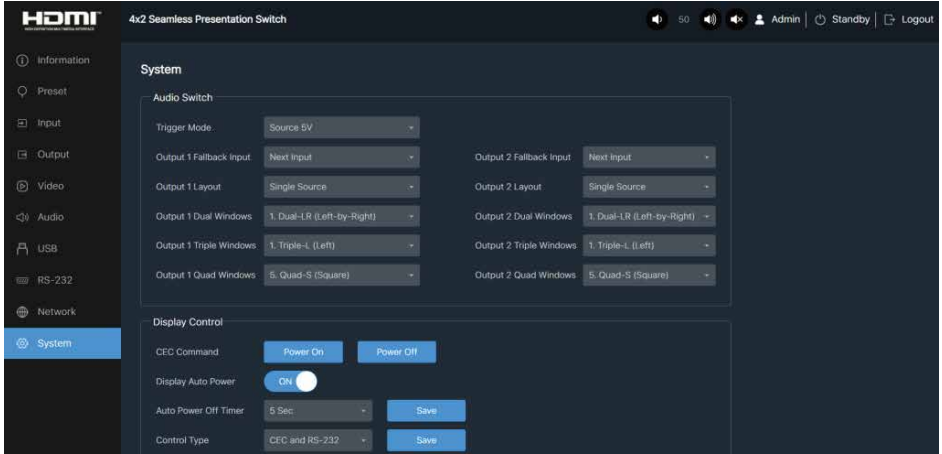 HDMI
4x2 Seamless Presentation Switch
50
Admin
Standby
Logout
Information
Preset
Input
Output
Video
Audio
USB
RS-232
Network
System
System
Audio Switch
Trigger Mode Source 5V
Output 1 Fallback Input Next Input Output 2 Fallback Input Next Input
Output 1 Layout Single Source Output 2 Layout Single Source
Output 1 Dual Windows 1. Dual-LR (Left-by-Right) Output 2 Dual Windows 1. Dual-LR (Left-by-Right)
Output 1 Triple Windows 1. Triple-L (Left) Output 2 Triple Windows 1. Triple-L (Left)
Output 1 Quad Windows 5. Quad-S (Square) Output 2 Quad Windows 5. Quad-S (Square)
Display Control
CEC Command Power On Power Off
Display Auto Power ON
Auto Power Off Timer 5 Sec Save
Control Type CEC and RS-232 Save